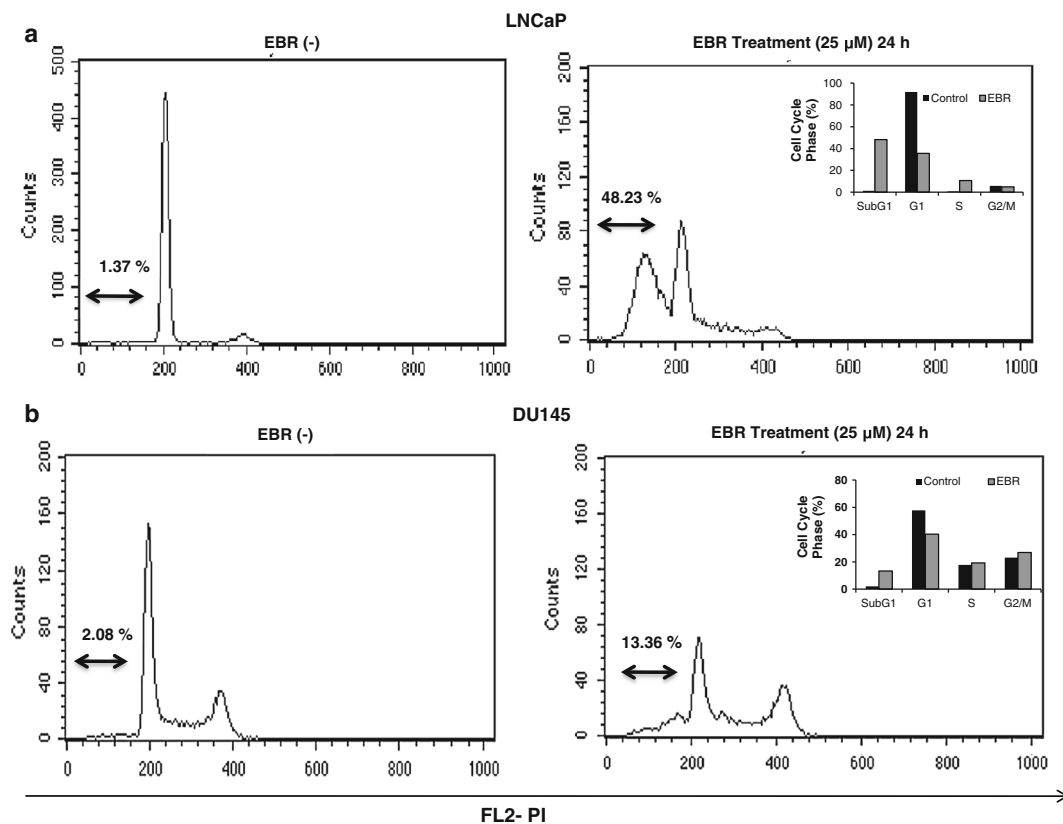 LNCaP
a
EBR (-)
500
400
300
200
100
0
Counts
1.37 %
0 200 400 600 800 1000
EBR Treatment (25 µM) 24 h
200
160
120
80
40
0
Counts
48.23 %
0 200 400 600 800 1000
Cell Cycle
Phase (%)
100
80
60
40
20
0
Control EBR
SubG1 G1 S G2/M
b
DU145
EBR (-)
200
160
120
80
40
0
Counts
2.08 %
0 200 400 600 800 1000
EBR Treatment (25 µM) 24 h
200
160
120
80
40
0
Counts
13.36 %
0 200 400 600 800 1000
Cell Cycle
Phase (%)
80
60
40
20
0
Control EBR
SubG1 G1 S G2/M
FL2- PI